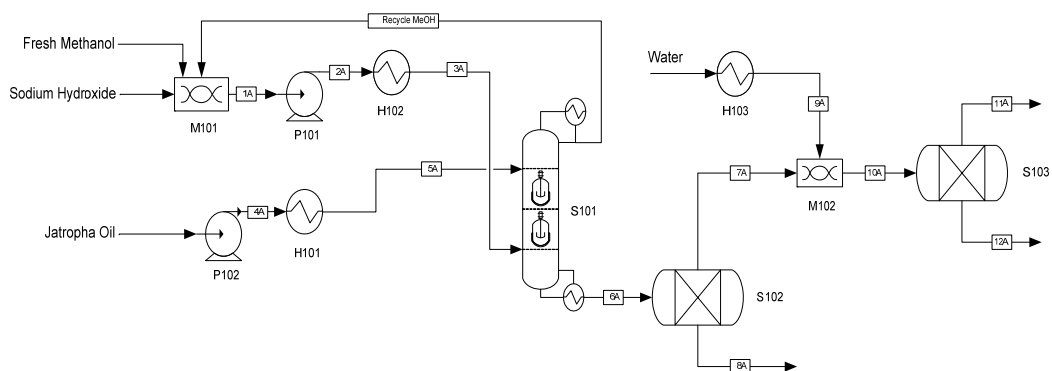 Recycle MeOH
Fresh Methanol
Sodium Hydroxide
M101
1A
P101
2A
H102
3A
Water
H103
9A
11A
5A
S101
7A
M102
10A
S103
12A
Jatropha Oil
P102
4A
H101
6A
S102
8A